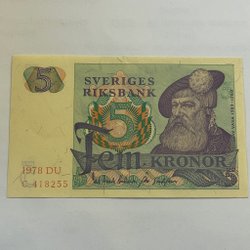 5
SVERIGES
RIKSBANK
5
fem KRONOR
1978 DU
C 418255